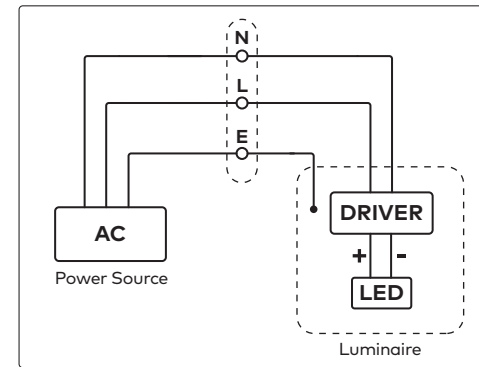 N
L
E
AC
Power Source
DRIVER
+ -
LED
Luminaire